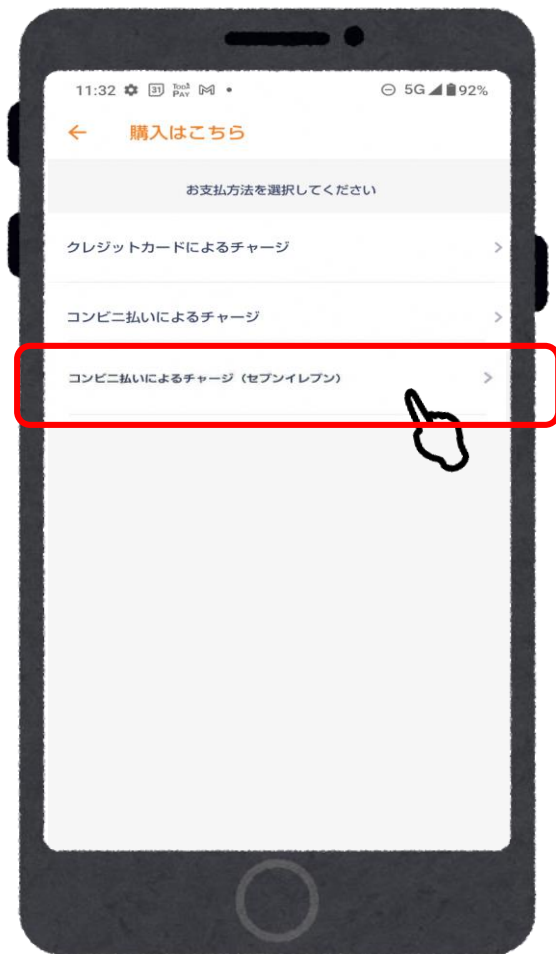 11:32 31 PAY 5G 92%
← 購入はこちら
お支払方法を選択してください
クレジットカードによるチャージ >
コンビニ払いによるチャージ >
コンビニ払いによるチャージ（セブンイレブン） >